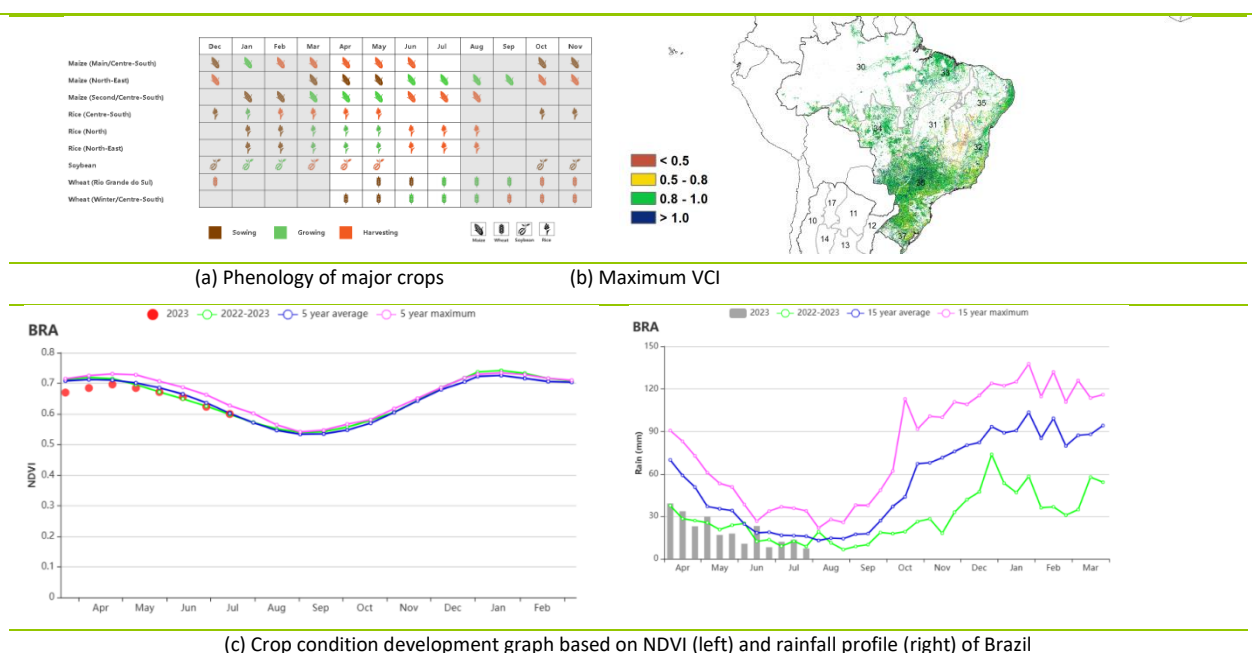 Dec Jan Feb Mar Apr May Jun Jul Aug Sep Oct Nov
Maize (Main/Centre-South)
Maize (North-East)
Maize (Second/Centre-South)
Rice (Centre-South)
Rice (North)
Rice (North-East)
Soybean
Wheat (Rio Grande do Sul)
Wheat (Winter/Centre-South)
Sowing Growing Harvesting
Maize Wheat Soybean Rice
30
33
35
34
31
32
36
37
17
10
11
12
14
13
< 0.5
0.5 - 0.8
0.8 - 1.0
> 1.0
(a) Phenology of major crops (b) Maximum VCI
2023 2022-2023 5 year average 5 year maximum
BRA
NDVI
0.8
0.7
0.6
0.5
0.4
0.3
0.2
0.1
0
Apr May Jun Jul Aug Sep Oct Nov Dec Jan Feb
2023 2022-2023 15 year average 15 year maximum
BRA
Rain (mm)
150
120
90
60
30
0
Apr May Jun Jul Aug Sep Oct Nov Dec Jan Feb Mar
(c) Crop condition development graph based on NDVI (left) and rainfall profile (right) of Brazil